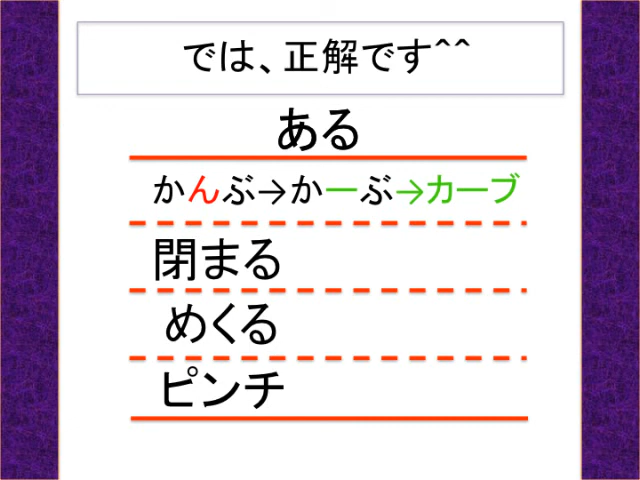 では、正解です^^
ある
かんぶ→かーぶ→カーブ
閉まる
めくる
ピンチ